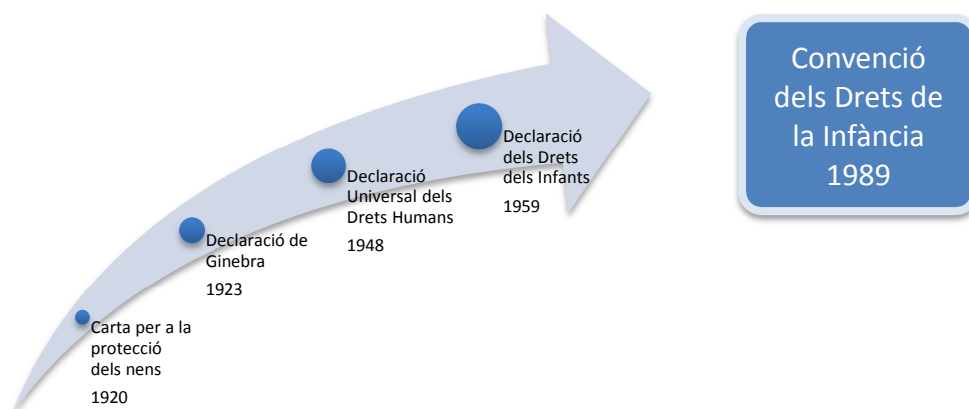 Carta per a la
protecció
dels nens
1920
Declaració de
Ginebra
1923
Declaració
Universal dels
Drets Humans
1948
Declaració
dels Drets
dels Infants
1959
Convenció
dels Drets de
la Infància
1989